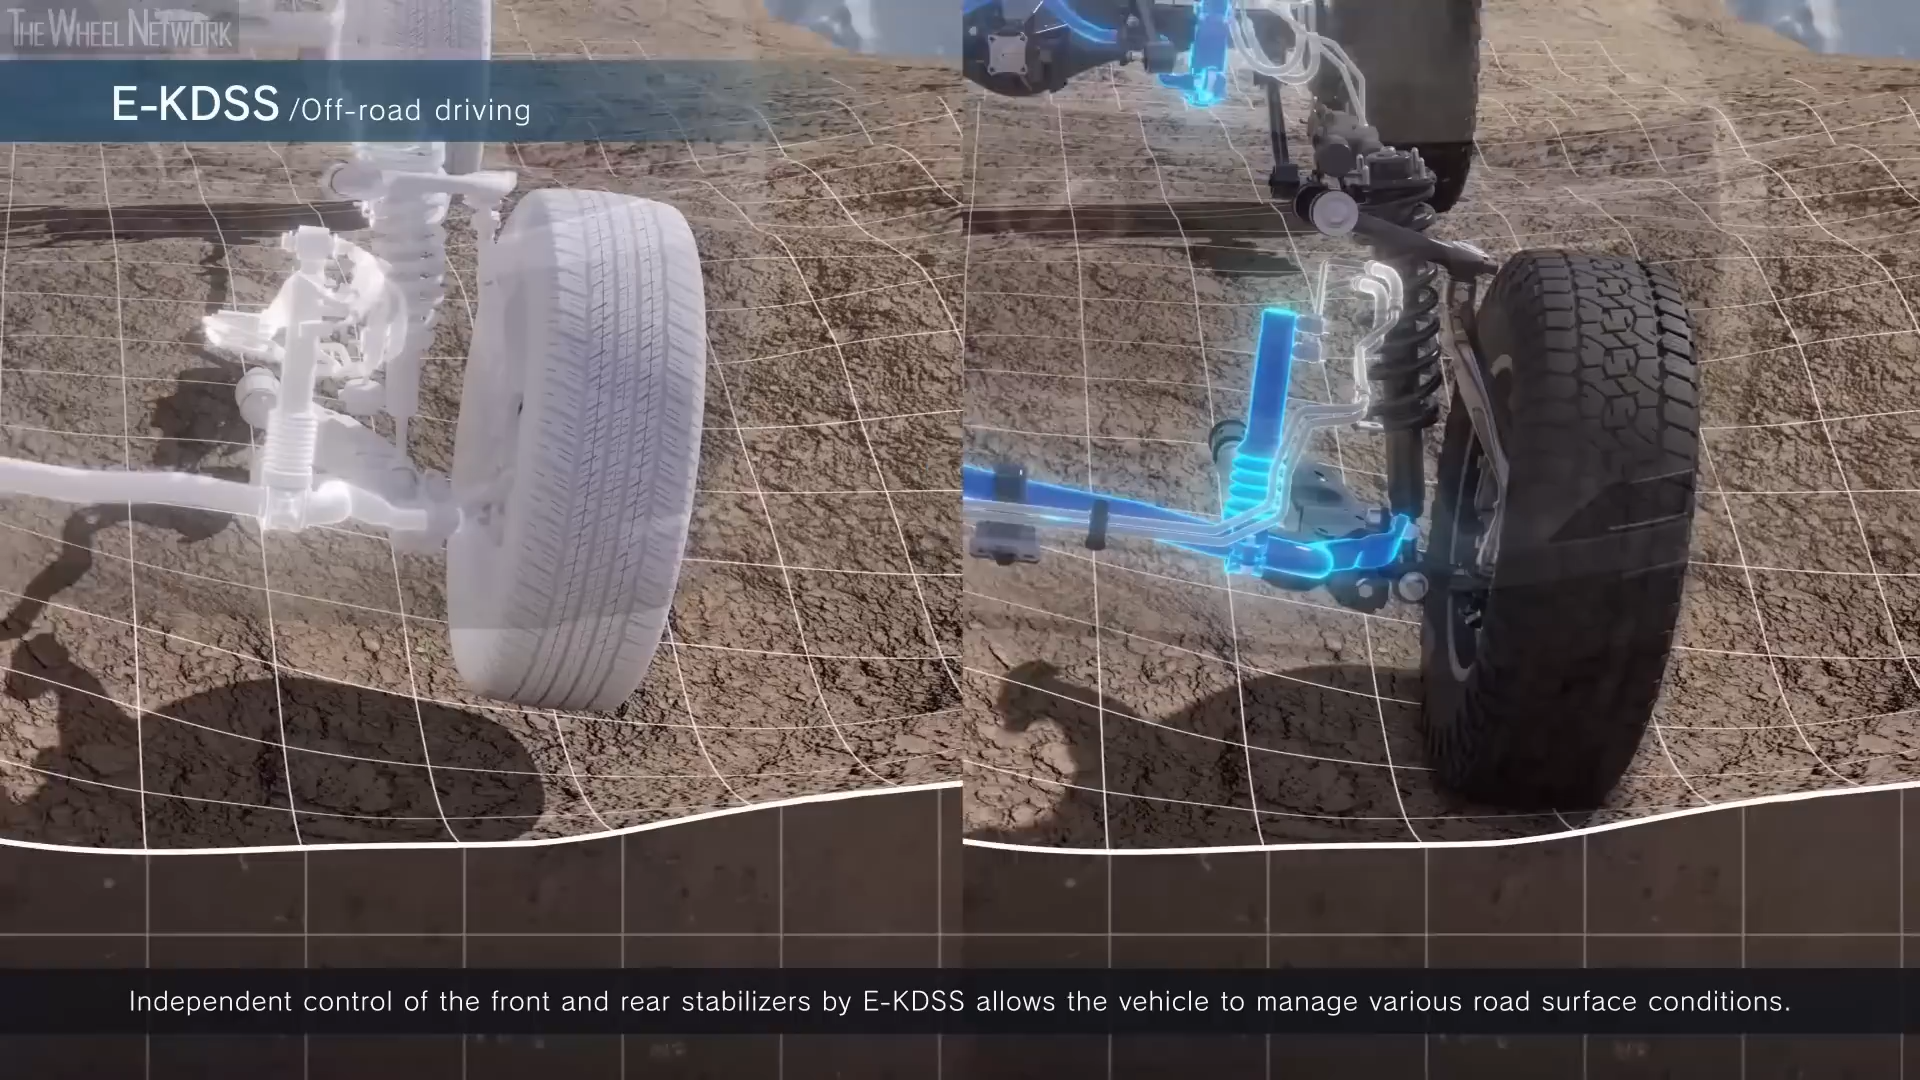 THE WHEEL NETWORK
E-KDSS /Off-road driving
Independent control of the front and rear stabilizers by E-KDSS allows the vehicle to manage various road surface conditions.